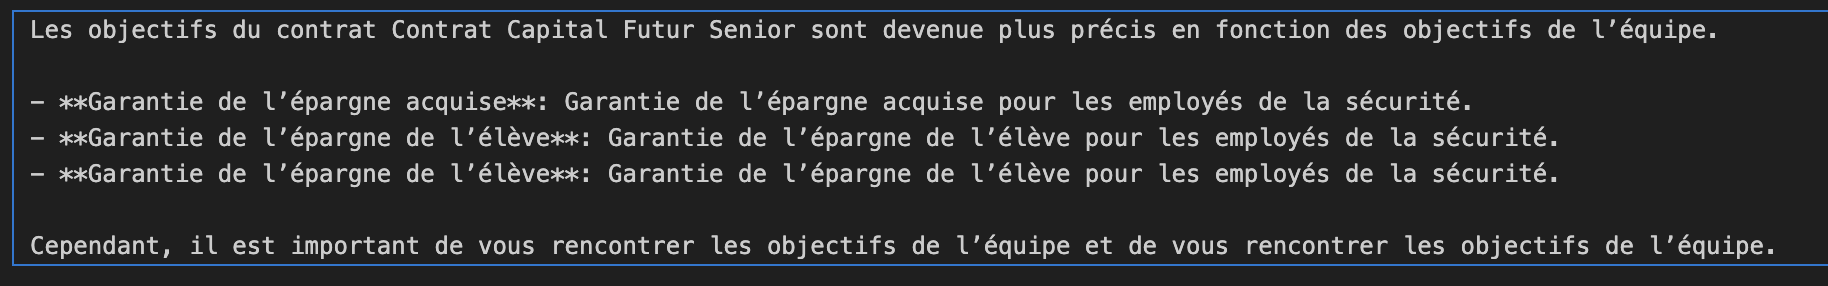 Les objectifs du contrat Contrat Capital Futur Senior sont devenue plus précis en fonction des objectifs de l’équipe.
- **Garantie de l’épargne acquise**: Garantie de l’épargne acquise pour les employés de la sécurité.
- **Garantie de l’épargne de l’élève**: Garantie de l’épargne de l’élève pour les employés de la sécurité.
- **Garantie de l’épargne de l’élève**: Garantie de l’épargne de l’élève pour les employés de la sécurité.
Cependant, il est important de vous rencontrer les objectifs de l’équipe et de vous rencontrer les objectifs de l’équipe.